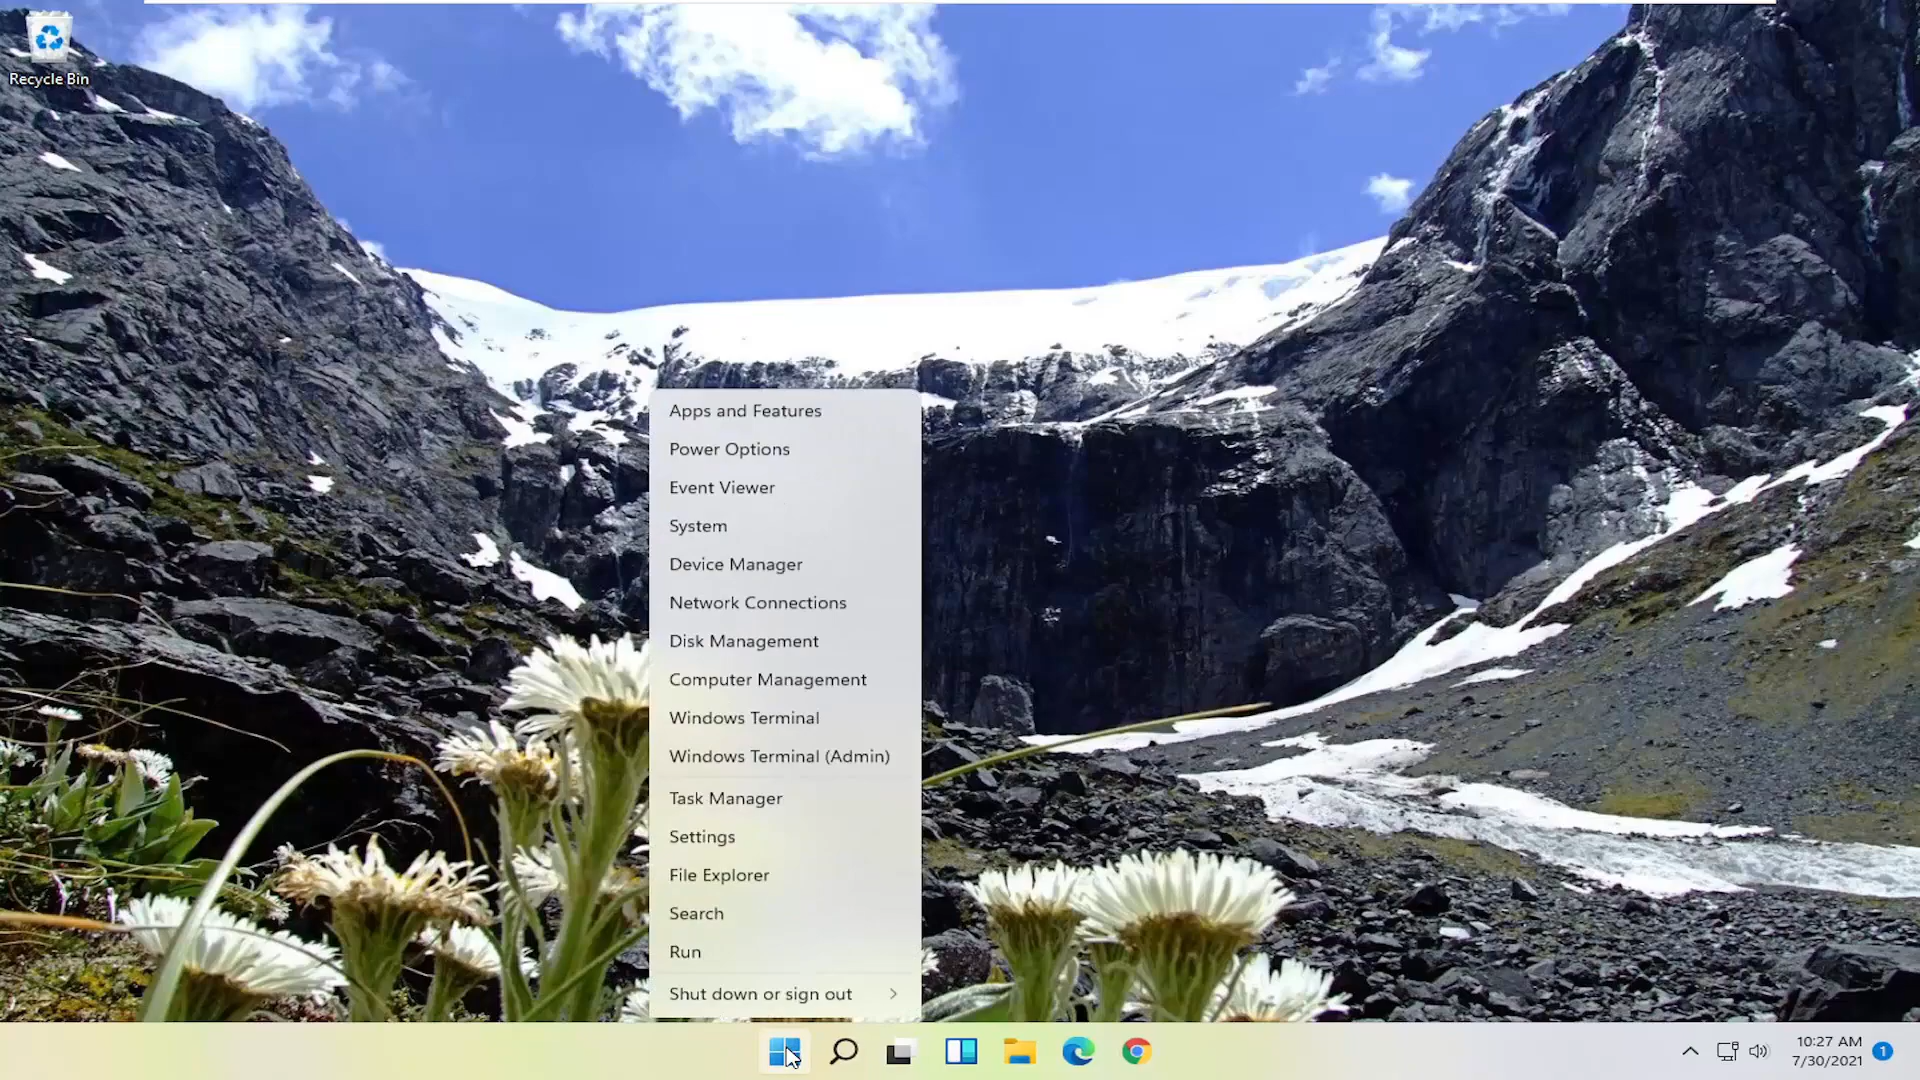 Recycle Bin
Apps and Features
Power Options
Event Viewer
System
Device Manager
Network Connections
Disk Management
Computer Management
Windows Terminal
Windows Terminal (Admin)
Task Manager
Settings
File Explorer
Search
Run
Shut down or sign out
10:27 AM
7/30/2021
1